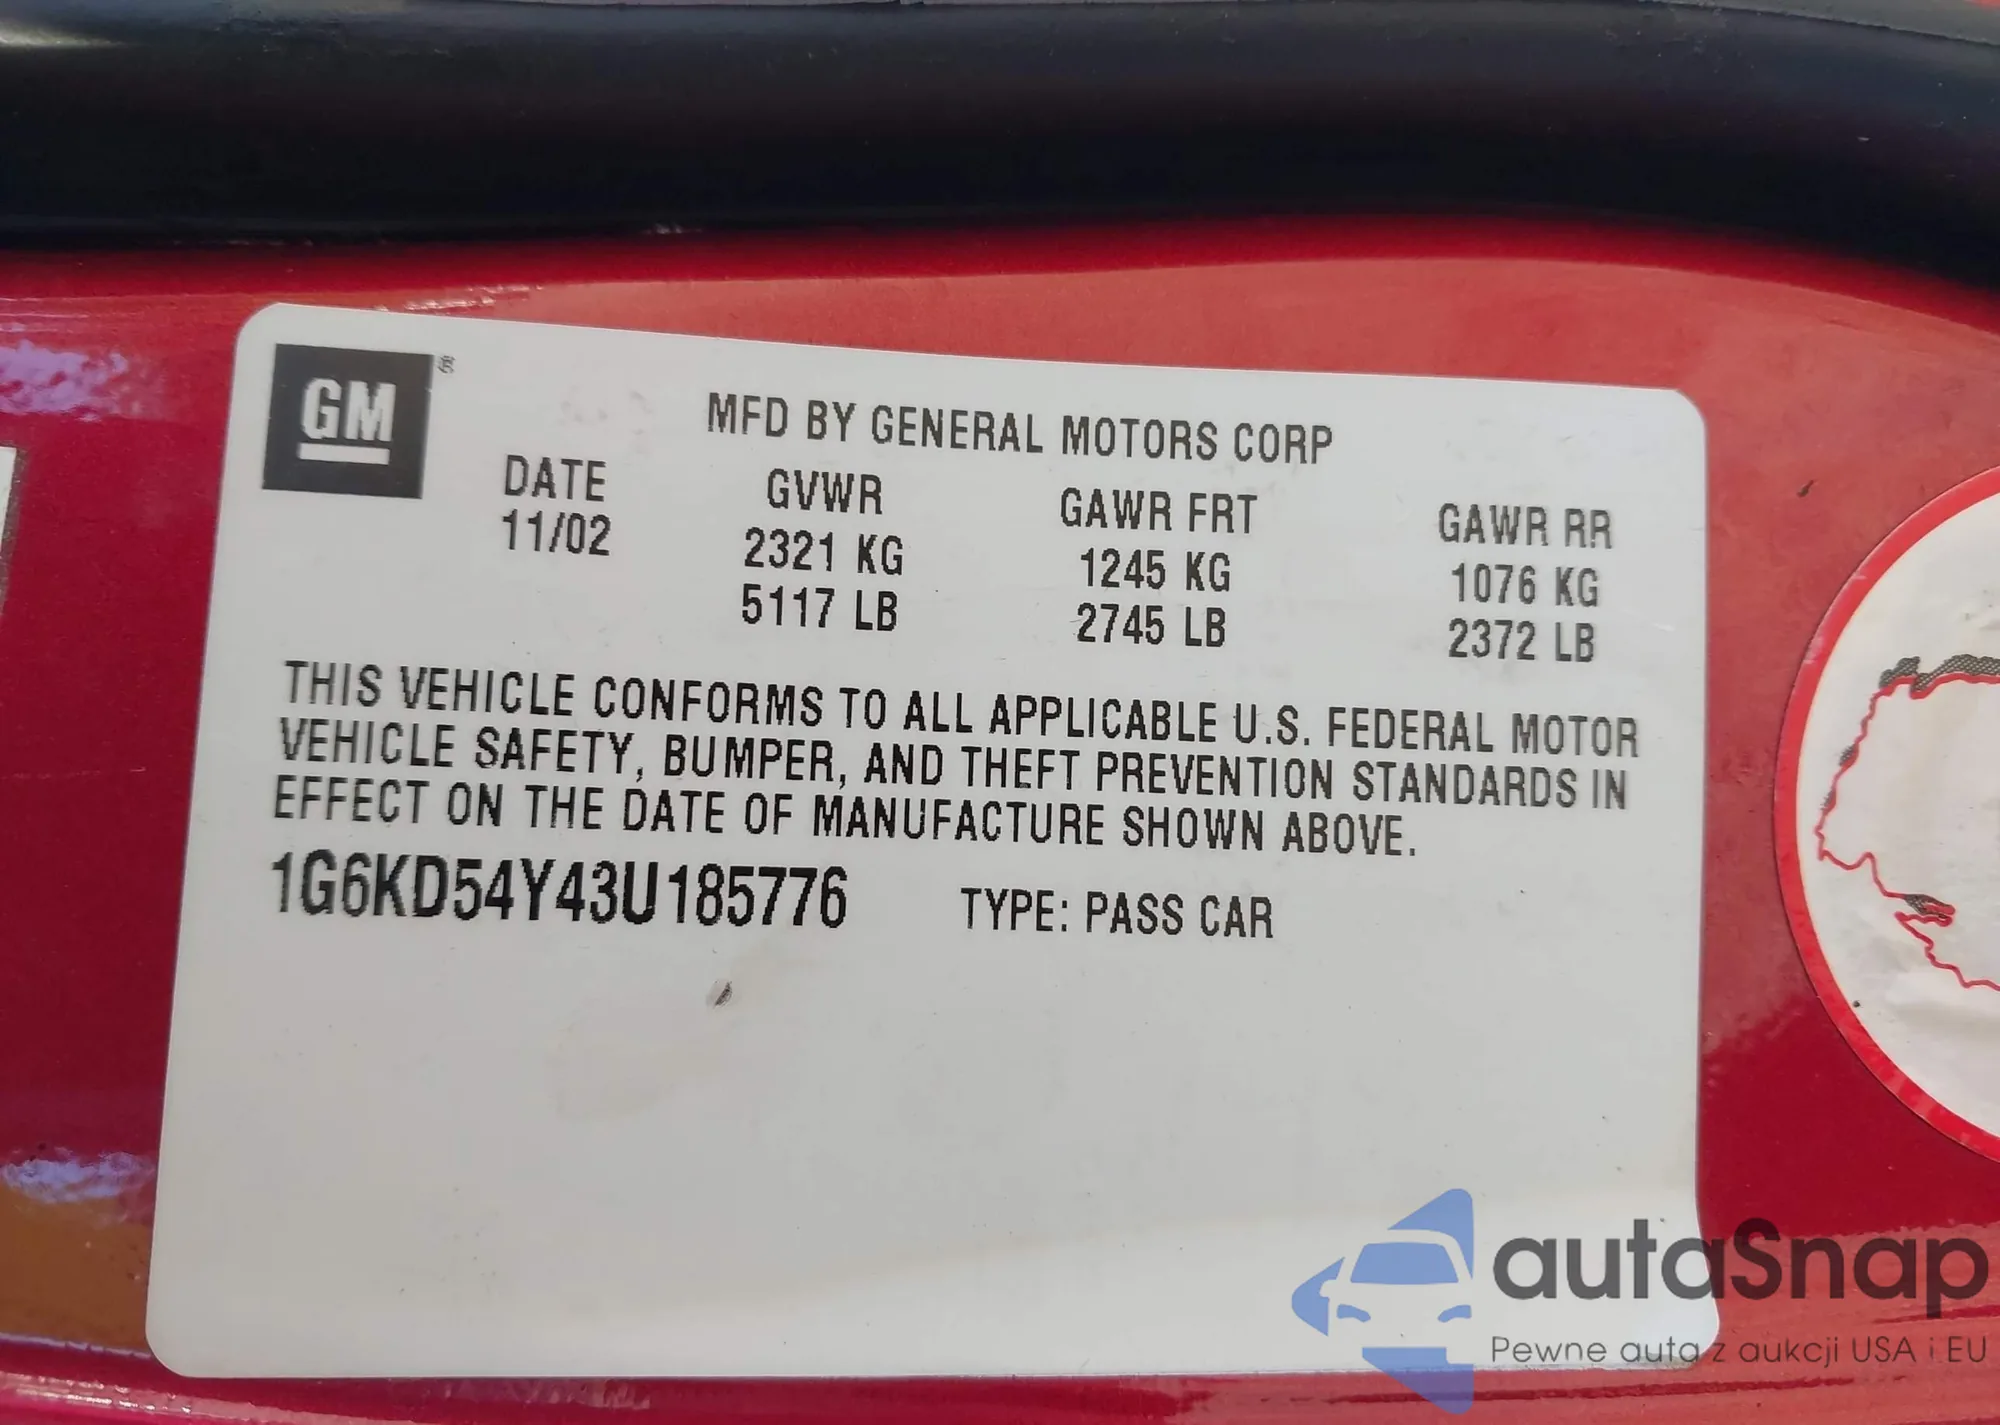 GM®
MFD BY GENERAL MOTORS CORP
DATE GVWR GAWR FRT GAWR RR
11/02 2321 KG 1245 KG 1076 KG
5117 LB 2745 LB 2372 LB
THIS VEHICLE CONFORMS TO ALL APPLICABLE U.S. FEDERAL MOTOR
VEHICLE SAFETY, BUMPER, AND THEFT PREVENTION STANDARDS IN
EFFECT ON THE DATE OF MANUFACTURE SHOWN ABOVE.
1G6KD54Y43U185776 TYPE: PASS CAR
autaSnap
Pewne auta z aukcji USA i EU